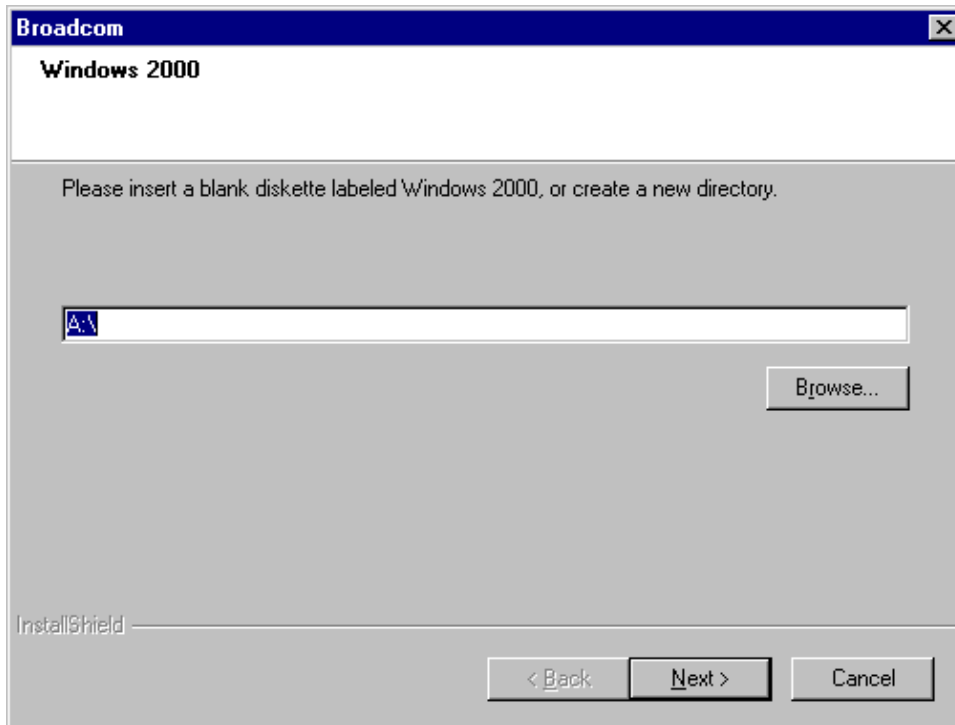 Broadcom
Windows 2000
Please insert a blank diskette labeled Windows 2000, or create a new directory.
A:\
Browse...
InstallShield
< Back Next > Cancel